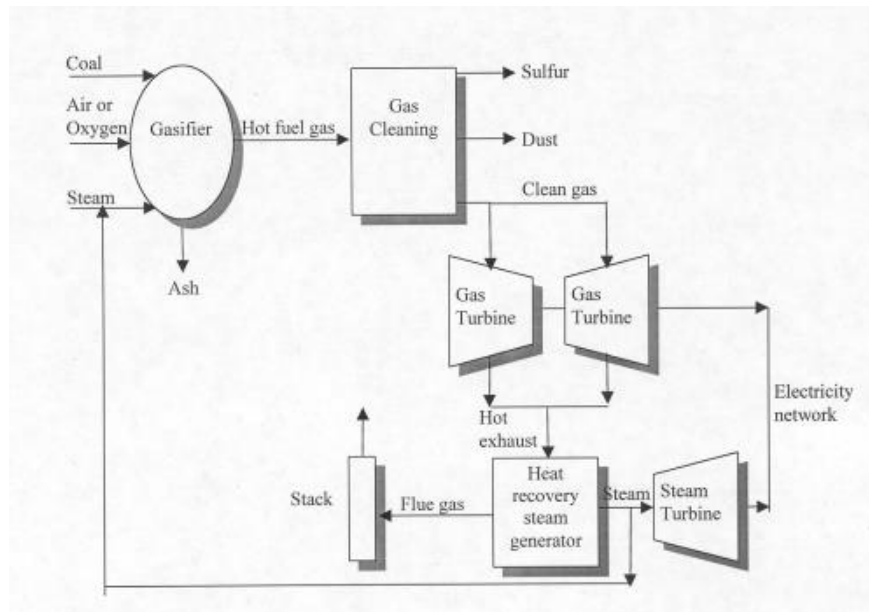 Coal
Air or
Oxygen
Steam
Gasifier
Ash
Hot fuel gas
Gas
Cleaning
Sulfur
Dust
Clean gas
Gas
Turbine
Gas
Turbine
Electricity
network
Hot
exhaust
Heat
recovery
steam
generator
Steam
Steam
Turbine
Flue gas
Stack